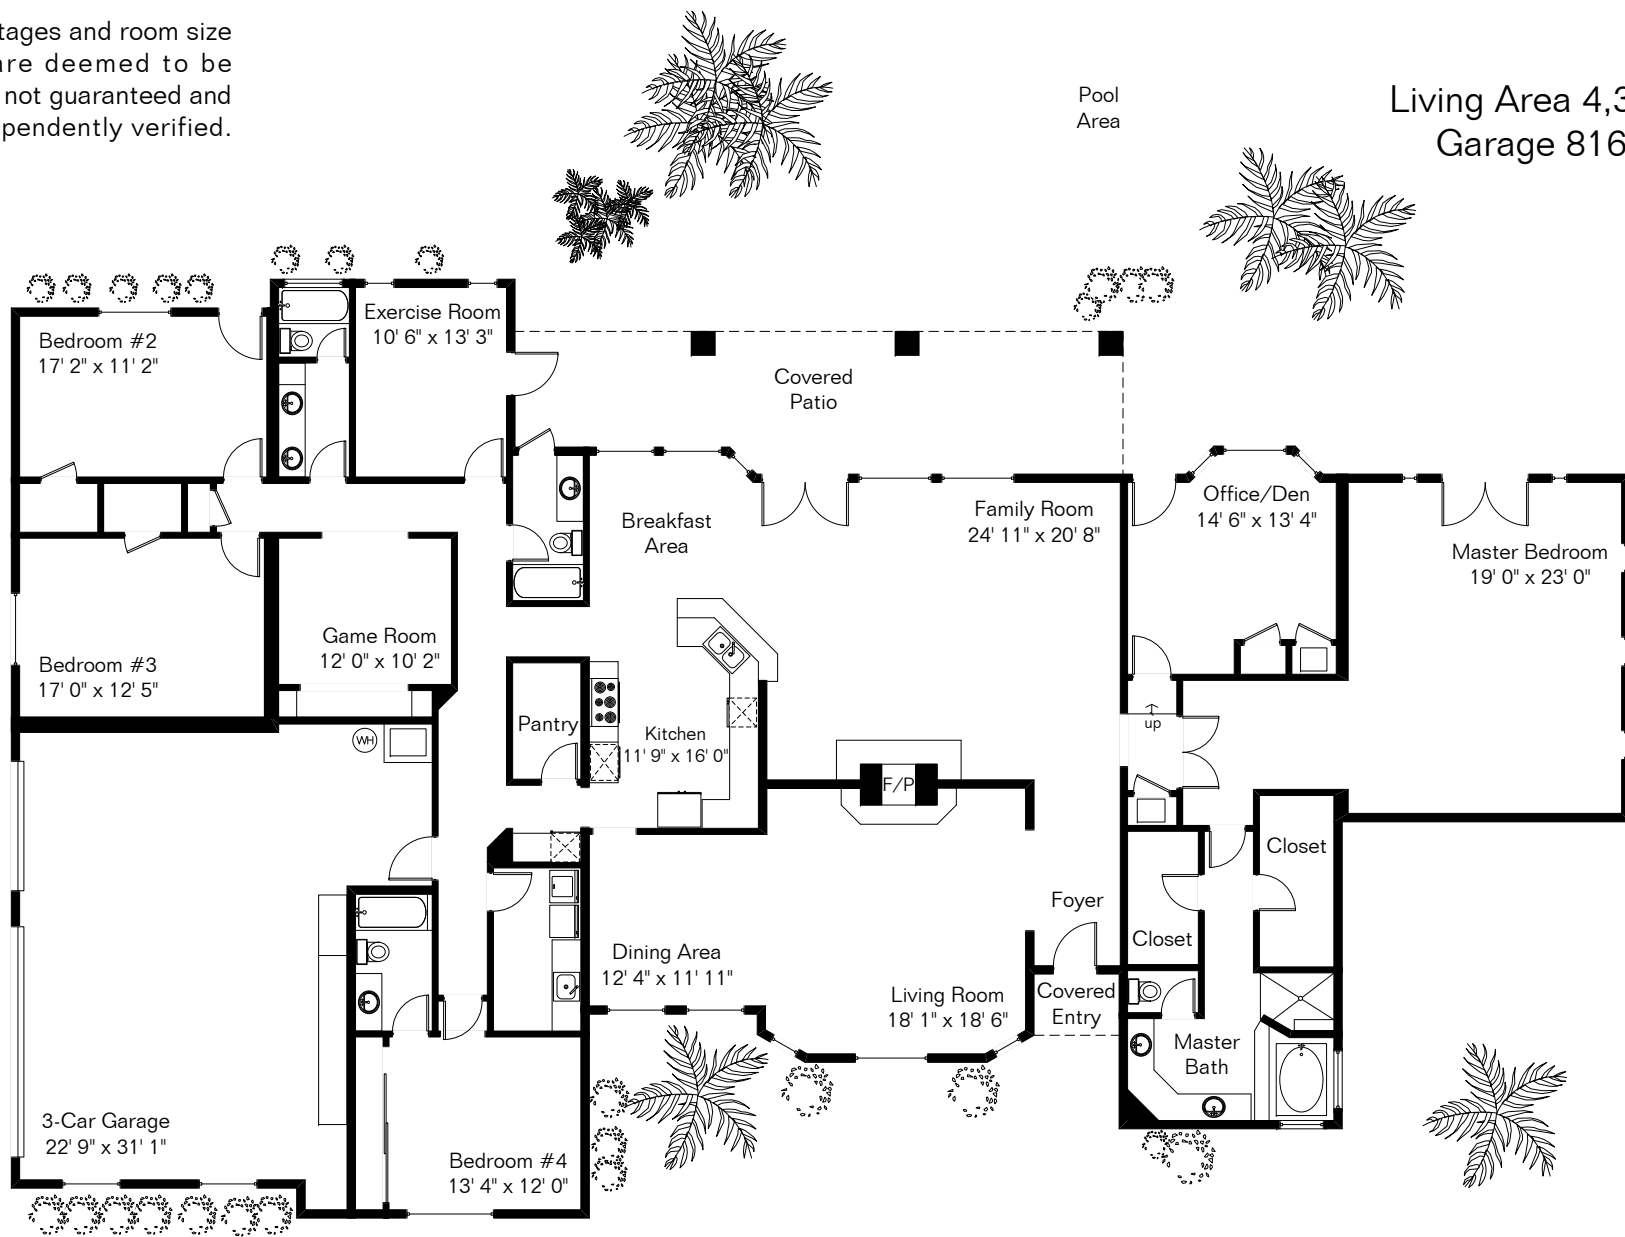 and room size
are deemed to be
not guaranteed and
verified.
Pool
Area
Living Area
Garage 816
Bedroom #2
17' 2" x 11' 2"
Exercise Room
10' 6" x 13' 3"
Covered
Patio
Breakfast
Area
Family Room
24' 11" x 20' 8"
Office/Den
14' 6" x 13' 4"
Master Bedroom
19' 0" x 23' 0"
Bedroom #3
17' 0" x 12' 5"
Game Room
12' 0" x 10' 2"
WH
Pantry
Kitchen
11' 9" x 16' 0"
up
F/P
Closet
Closet
Foyer
Dining Area
12' 4" x 11' 11"
Living Room
18' 1" x 18' 6"
Covered
Entry
Master
Bath
3-Car Garage
22' 9" x 31' 1"
Bedroom #4
13' 4" x 12' 0"